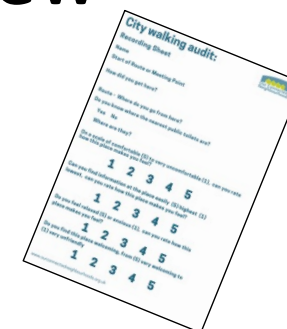 City walking audit:
Recording Sheet
Name
Start of Route or Meeting Point
How did you get here?
Route - Where do you go from here?
Do you know where the nearest public toilets are?
Yes No
Where are they?
On a scale of comfortable (5) to very uncomfortable (1), can you rate
how this place makes you feel?
1 2 3 4 5
Can you find information at the place easily (5) highest (1)
lowest, can you rate how this place makes you feel?
1 2 3 4 5
Do you feel relaxed (5) or anxious (1), can you rate how this
place makes you feel?
1 2 3 4 5
Do you find this place welcoming, from (5) very welcoming to
(1) very unfriendly
1 2 3 4 5